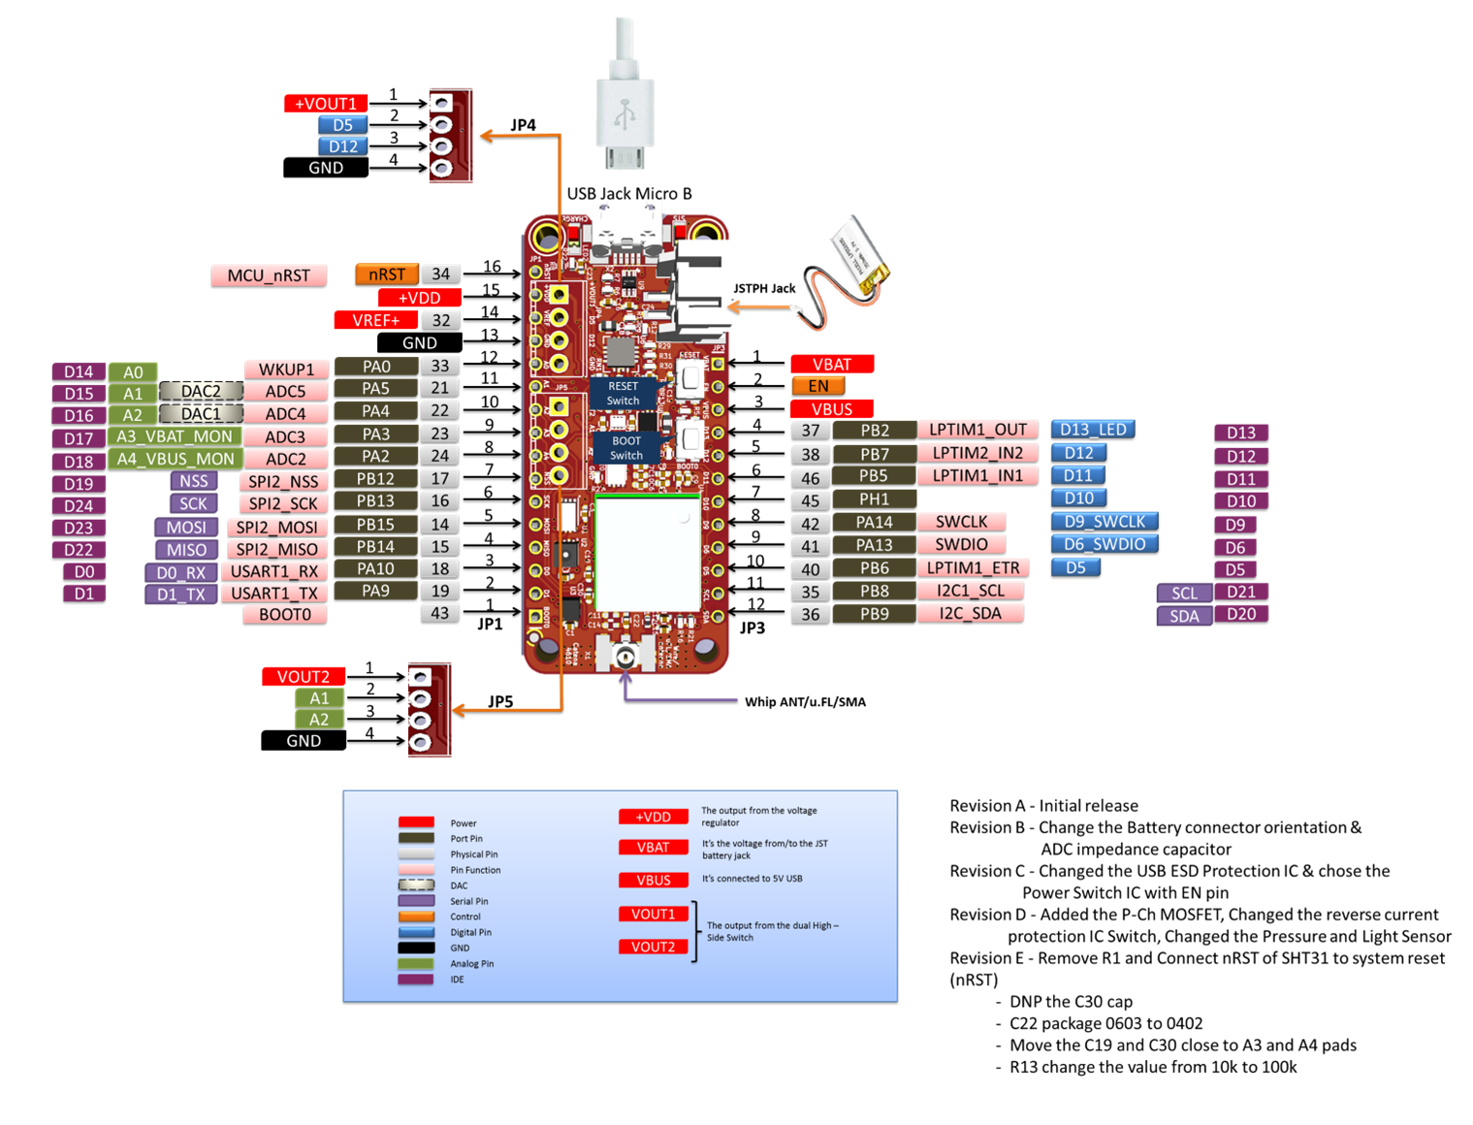 +VOUT1 1
D5 2
D12 3
GND 4
JP4
USB Jack Micro B
JSTPH Jack
MCU_nRST nRST 34 16
+VDD 15
VREF+ 32 14
GND 13
D14 A0 WKUP1 PA0 33 12
D15 A1 DAC2 ADC5 PA5 21 11
D16 A2 DAC1 ADC4 PA4 22 10
D17 A3_VBAT_MON ADC3 PA3 23 9
D18 A4_VBUS_MON ADC2 PA2 24 8
D19 NSS SPI2_NSS PB12 17 7
D24 SCK SPI2_SCK PB13 16 6
D23 MOSI SPI2_MOSI PB15 14 5
D22 MISO SPI2_MISO PB14 15 4
D0 D0_RX USART1_RX PA10 18 3
D1 D1_TX USART1_TX PA9 19 2
BOOT0 43 1
JP1
RESET
Switch
BOOT
Switch
1 VBAT
2 EN
3 VBUS
4 37 PB2 LPTIM1_OUT D13_LED D13
5 38 PB7 LPTIM2_IN2 D12 D12
6 46 PB5 LPTIM1_IN1 D11 D11
7 45 PH1 D10 D10
8 42 PA14 SWCLK D9_SWCLK D9
9 41 PA13 SWDIO D6_SWDIO D6
10 40 PB6 LPTIM1_ETR D5 D5
11 35 PB8 I2C1_SCL SCL D21
12 36 PB9 I2C_SDA SDA D20
JP3
VOUT2 1
A1 2
A2 3
GND 4
JP5
Whip ANT/u.FL/SMA
Power
Port Pin
Physical Pin
Pin Function
DAC
Serial Pin
Control
Digital Pin
GND
Analog Pin
IDE
+VDD The output from the voltage
regulator
VBAT It's the voltage from/to the JST
battery jack
VBUS It's connected to 5V USB
VOUT1
VOUT2
The output from the dual High –
Side Switch
Revision A - Initial release
Revision B - Change the Battery connector orientation &
ADC impedance capacitor
Revision C - Changed the USB ESD Protection IC & chose the
Power Switch IC with EN pin
Revision D - Added the P-Ch MOSFET, Changed the reverse current
protection IC Switch, Changed the Pressure and Light Sensor
Revision E - Remove R1 and Connect nRST of SHT31 to system reset
(nRST)
- DNP the C30 cap
- C22 package 0603 to 0402
- Move the C19 and C30 close to A3 and A4 pads
- R13 change the value from 10k to 100k